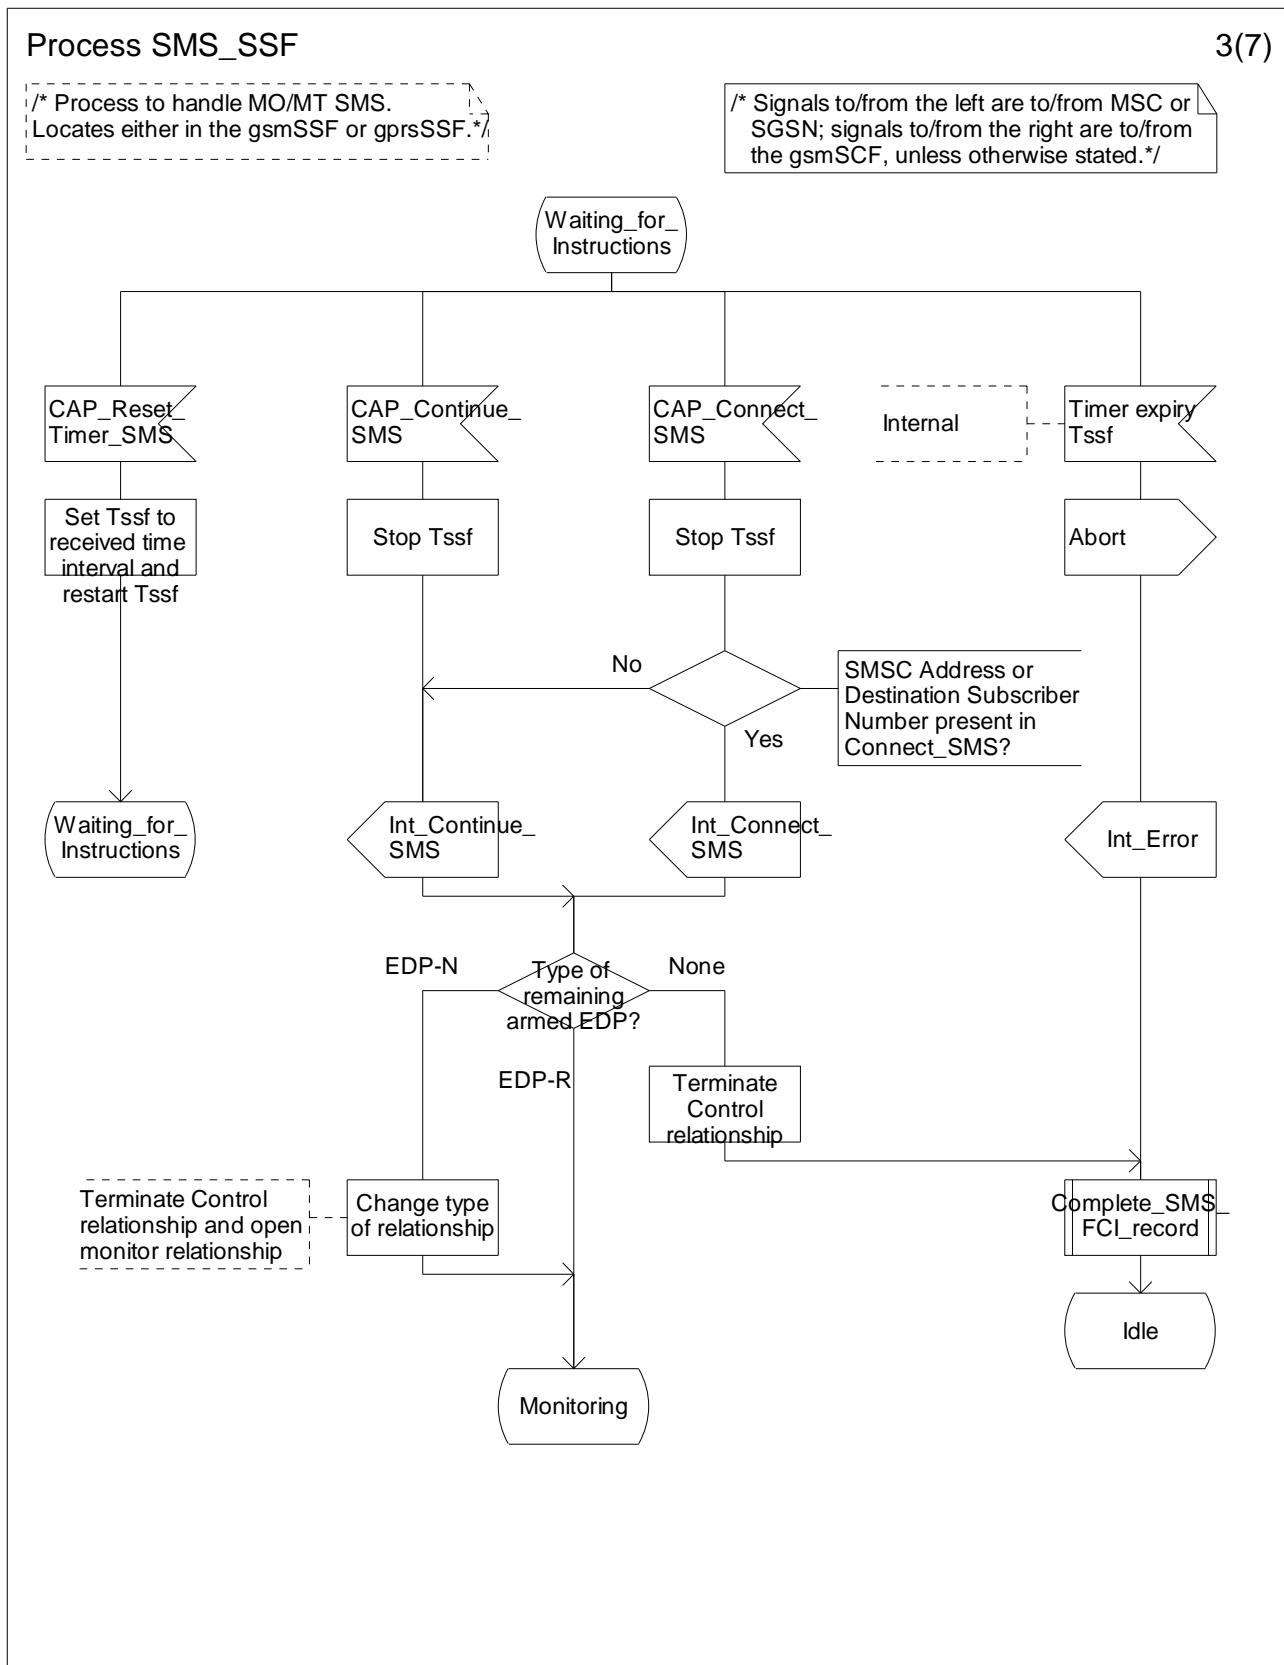 Process SMS_SSF
3(7)
/* Process to handle MO/MT SMS.
Locates either in the gsmSSF or gprsSSF.*/
/* Signals to/from the left are to/from MSC or
SGSN; signals to/from the right are to/from
the gsmSCF, unless otherwise stated.*/
Waiting_for_
Instructions
CAP_Reset_
Timer_SMS
CAP_Continue_
SMS
CAP_Connect_
SMS
Internal
Timer expiry
Tssf
Set Tssf to
received time
interval and
restart Tssf
Stop Tssf
Stop Tssf
Abort
No
Yes
SMSC Address or
Destination Subscriber
Number present in
Connect_SMS?
Waiting_for_
Instructions
Int_Continue_
SMS
Int_Connect_
SMS
Int_Error
EDP-N
Type of
remaining
armed EDP?
None
EDP-R
Terminate
Control
relationship
Terminate Control
relationship and open
monitor relationship
Change type
of relationship
Complete_SMS_
FCI_record
Idle
Monitoring